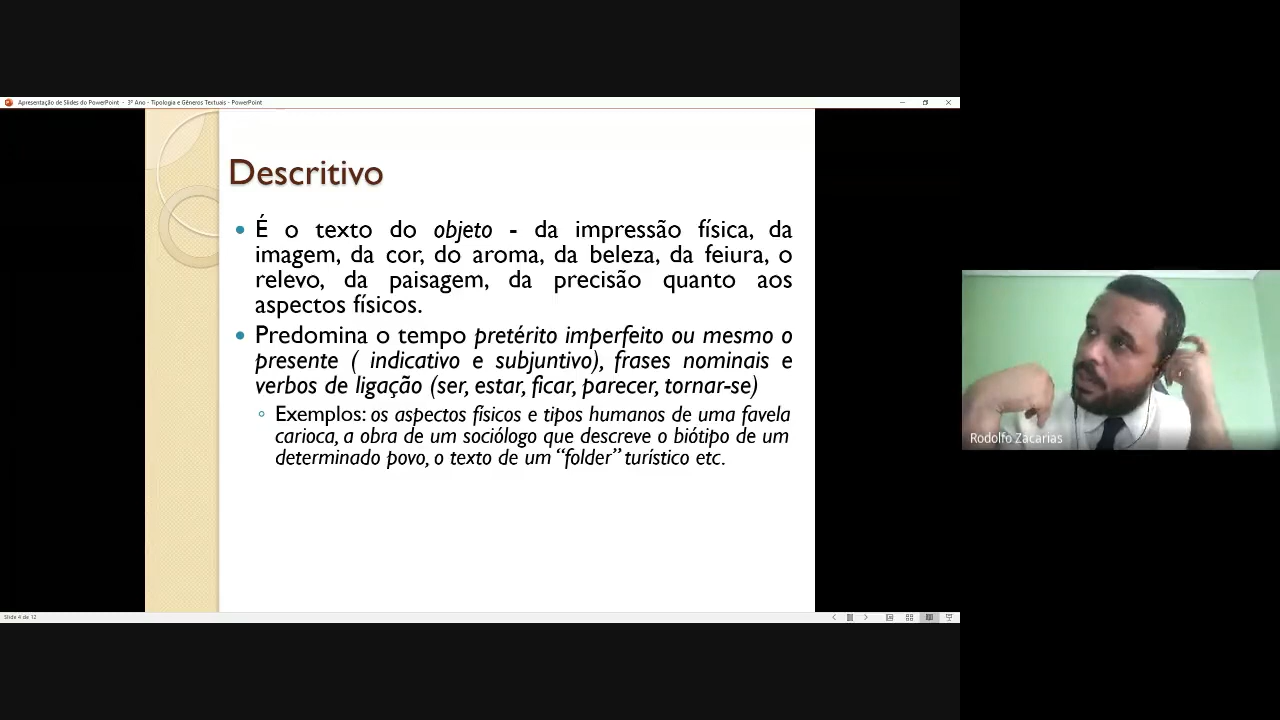 Apresentação de Slides do PowerPoint - 3º Ano - Tipologia e Gêneros Textuais - PowerPoint
Descritivo
É o texto do objeto - da impressão física, da
imagem, da cor, do aroma, da beleza, da feiura, o
relevo, da paisagem, da precisão quanto aos
aspectos físicos.
Predomina o tempo pretérito imperfeito ou mesmo o
presente ( indicativo e subjuntivo), frases nominais e
verbos de ligação (ser, estar, ficar, parecer, tornar-se)
Exemplos: os aspectos físicos e tipos humanos de uma favela
carioca, a obra de um sociólogo que descreve o biótipo de um
determinado povo, o texto de um “folder” turístico etc.
Rodolfo Zacarias
Slide 4 de 12